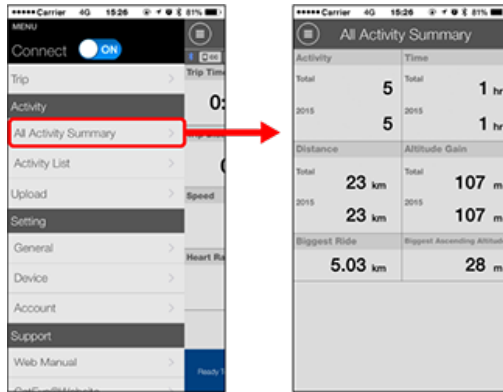 Carrier 4G 15:26 81%
MENU
Connect ON
Trip
Activity
All Activity Summary
Activity List
Upload
Setting
General
Device
Account
Support
Web Manual
Trip Time
0:
Speed
Heart Ra
Ready T
Carrier 4G 15:26 81%
All Activity Summary
Activity Time
Total 5 Total 1 hr
2015 5 2015 1 hr
Distance Altitude Gain
Total 23 km Total 107 m
2015 23 km 2015 107 m
Biggest Ride Biggest Ascending Altitude
5.03 km 28 m